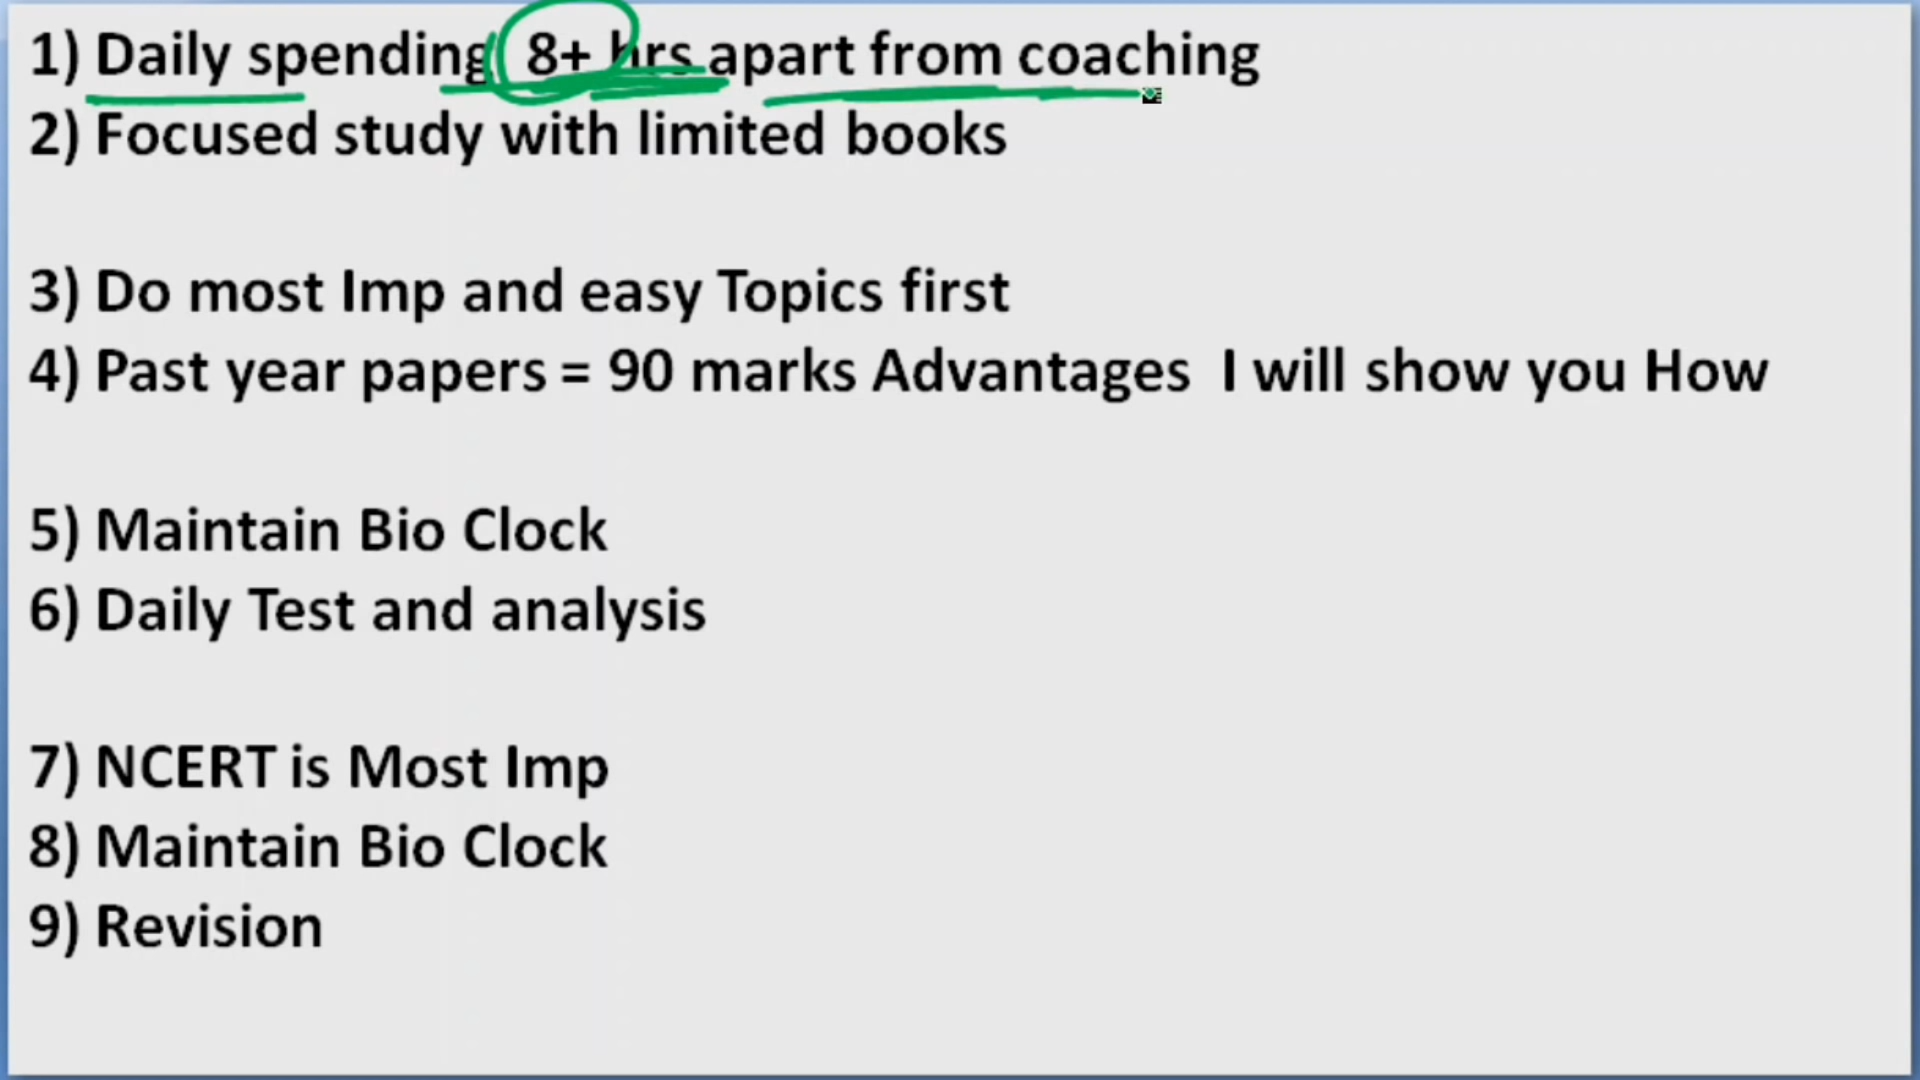 1) Daily spending 8+ hrs apart from coaching
2) Focused study with limited books
3) Do most Imp and easy Topics first
4) Past year papers = 90 marks Advantages I will show you How
5) Maintain Bio Clock
6) Daily Test and analysis
7) NCERT is Most Imp
8) Maintain Bio Clock
9) Revision